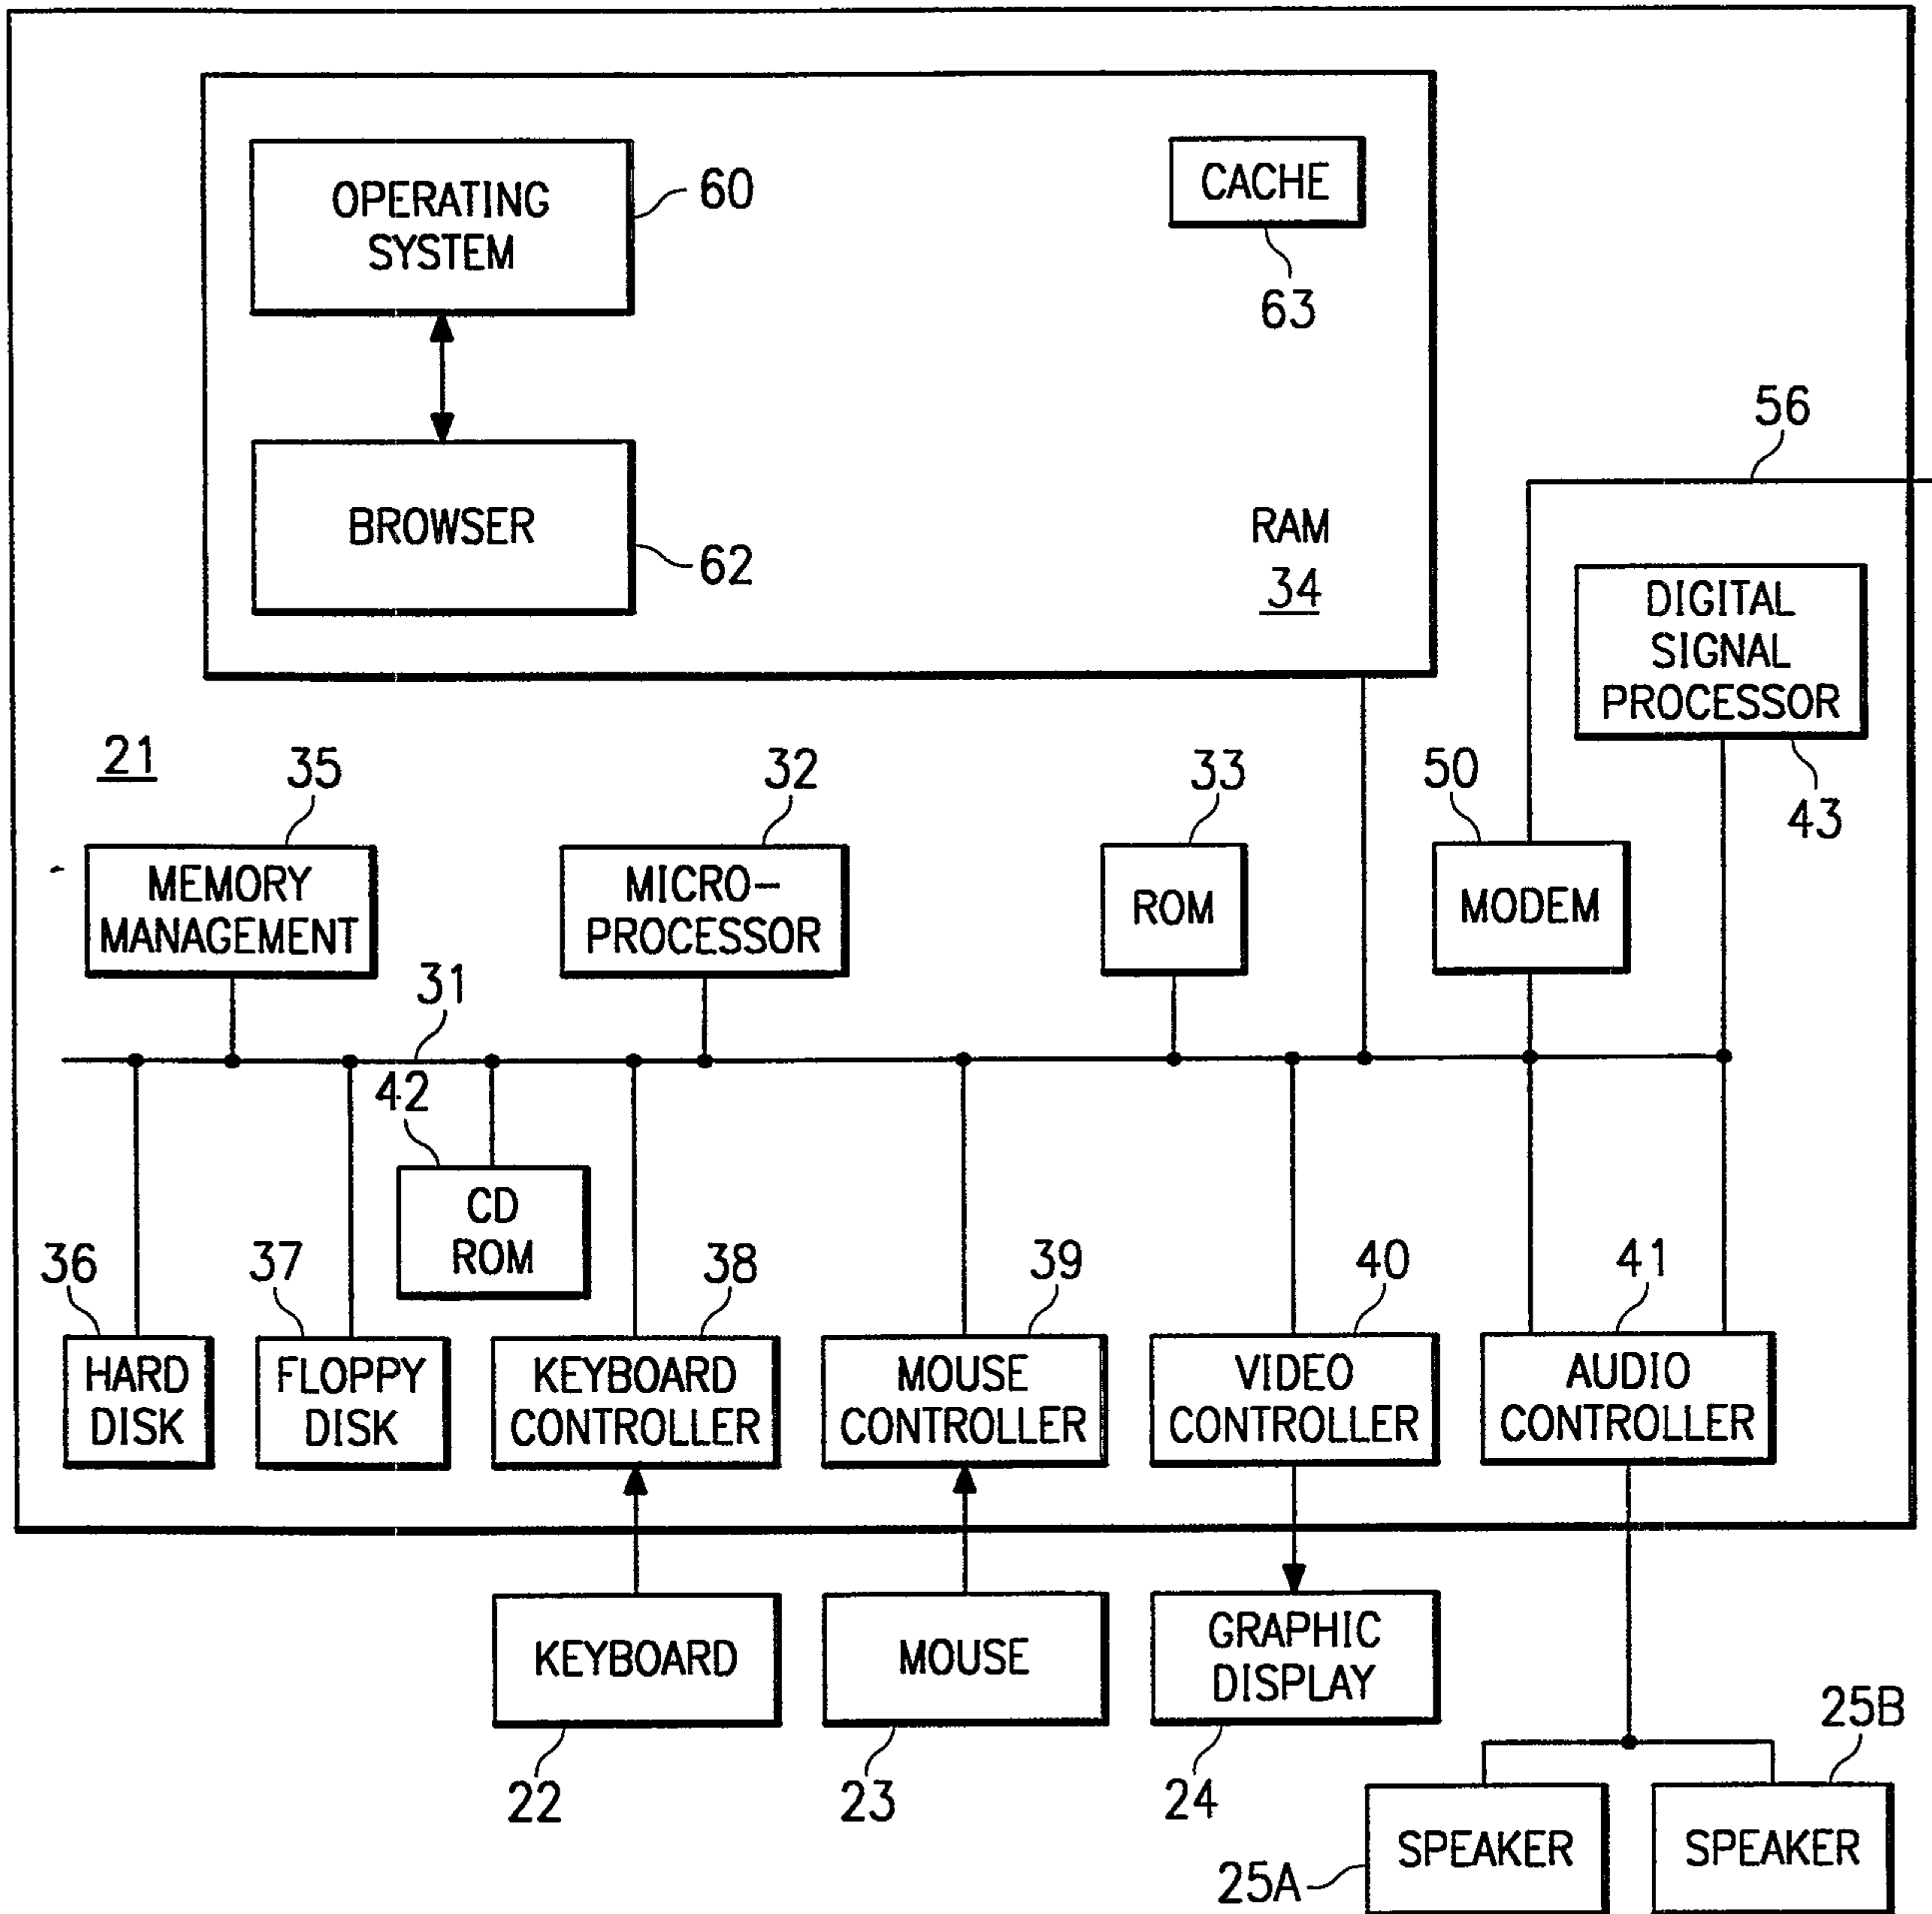 OPERATING
SYSTEM
60
CACHE
63
BROWSER
62
RAM
34
56
DIGITAL
SIGNAL
PROCESSOR
43
21
35
32
33
50
MEMORY
MANAGEMENT
MICRO-
PROCESSOR
ROM
MODEM
31
42
CD
ROM
36
37
38
39
40
41
HARD
DISK
FLOPPY
DISK
KEYBOARD
CONTROLLER
MOUSE
CONTROLLER
VIDEO
CONTROLLER
AUDIO
CONTROLLER
KEYBOARD
22
MOUSE
23
GRAPHIC
DISPLAY
24
25B
SPEAKER
25A
SPEAKER